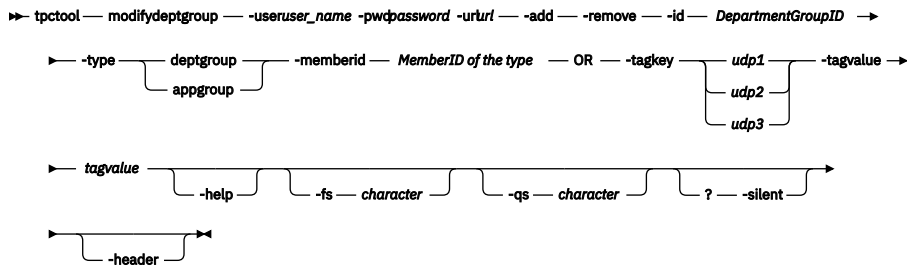 tpctool modifydeptgroup -useruser_name -pwdpassword -urlurl -add -remove -id DepartmentGroupID
-type deptgroup -memberid MemberID of the type OR -tagkey udp1 -tagvalue
appgroup udp2
udp3
tagvalue
-help -fs character -qs character ? -silent
-header